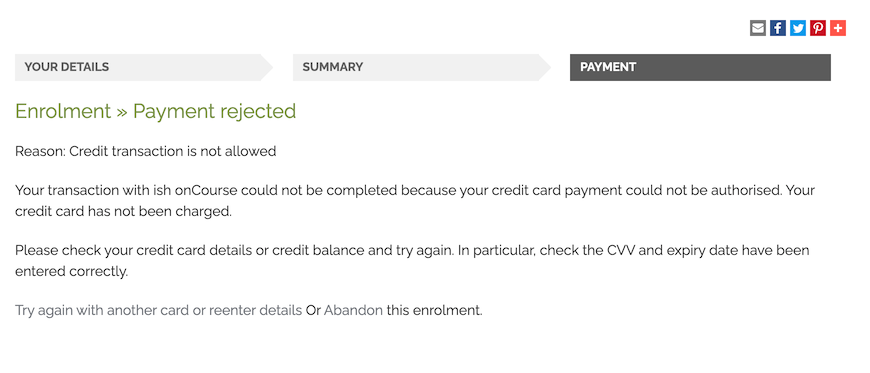 YOUR DETAILS
SUMMARY
PAYMENT
Enrolment » Payment rejected
Reason: Credit transaction is not allowed
Your transaction with ish onCourse could not be completed because your credit card payment could not be authorised. Your
credit card has not been charged.
Please check your credit card details or credit balance and try again. In particular, check the CVV and expiry date have been
entered correctly.
Try again with another card or reenter details Or Abandon this enrolment.